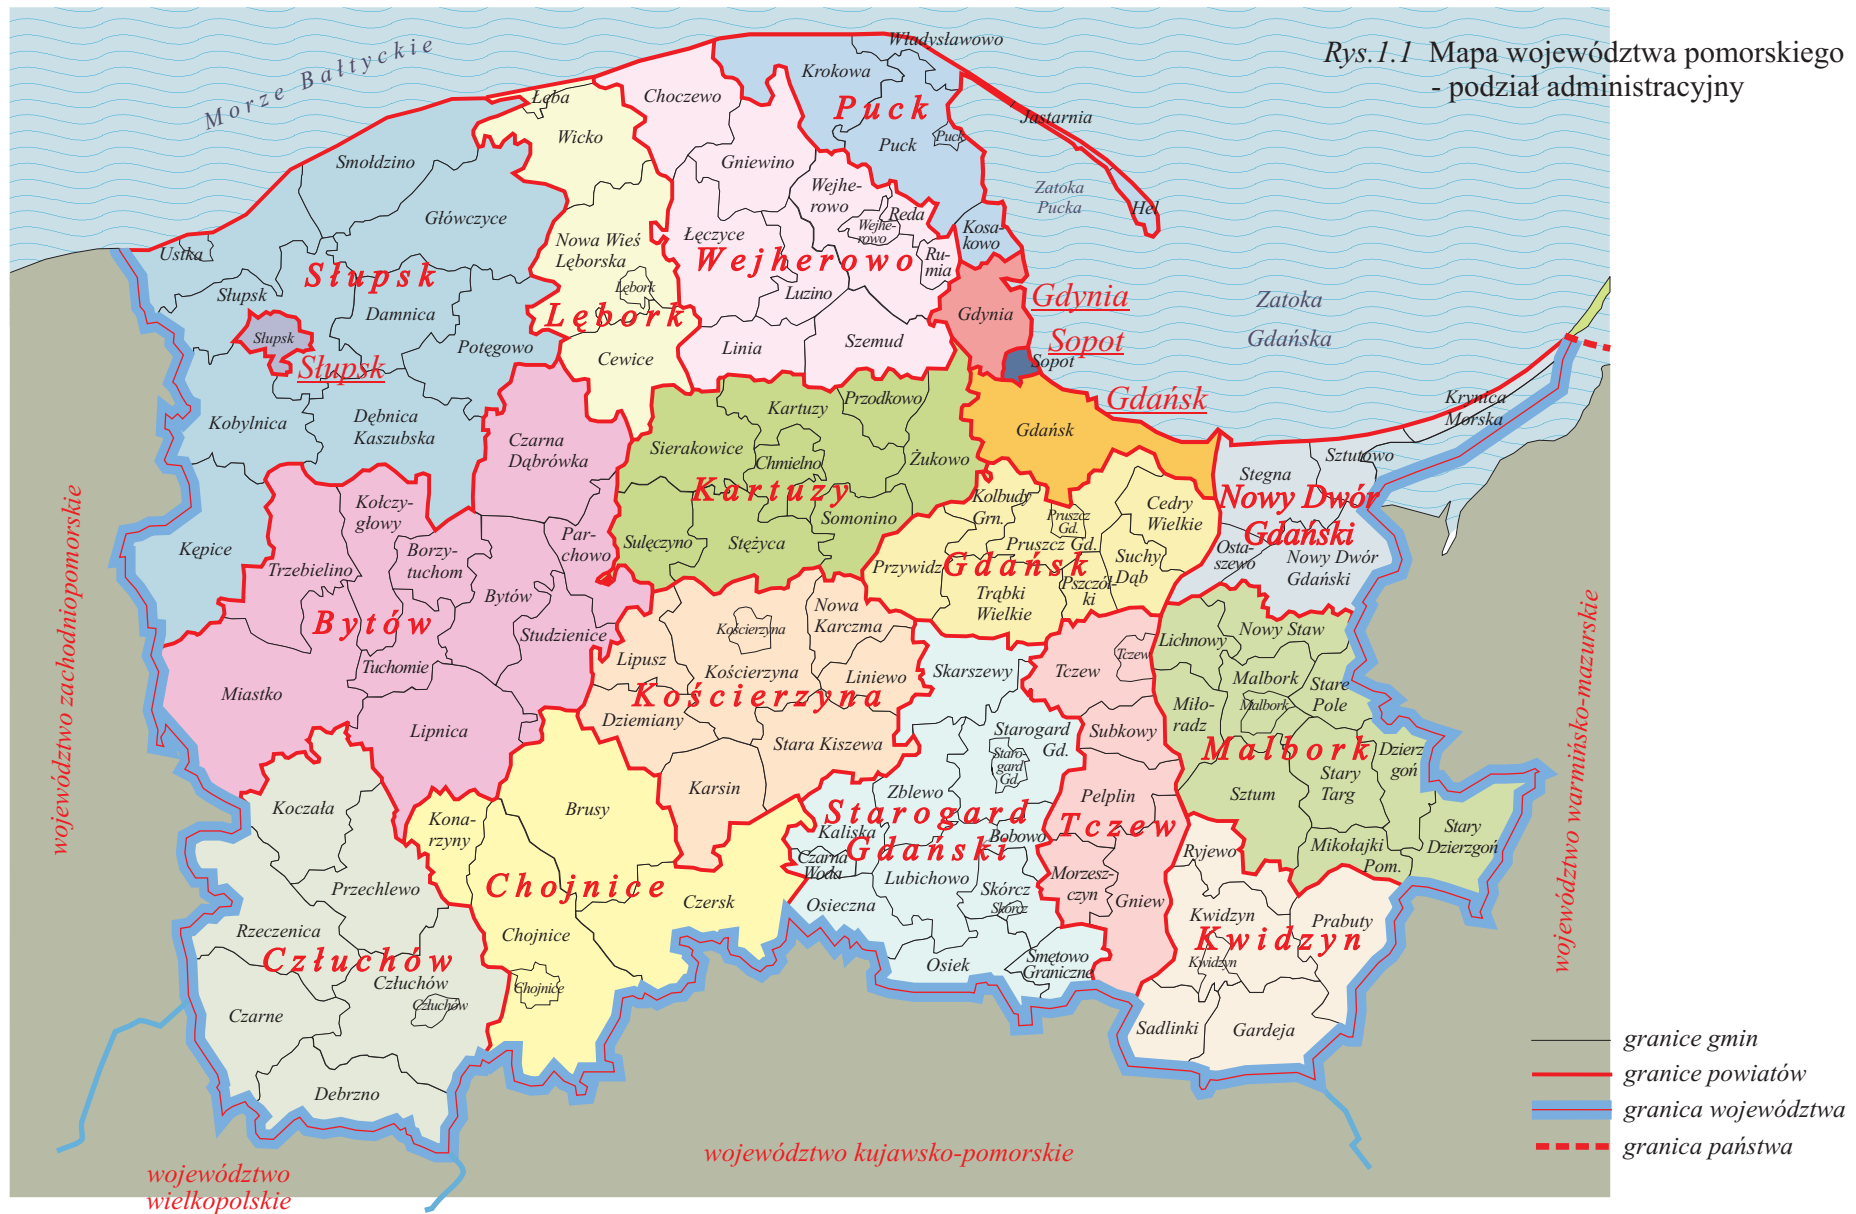 Rys.1.1 Mapa województwa pomorskiego
- podział administracyjny
Morze Bałtyckie
Władysławowo
Krokowa
Puck
Puck
Puck
Jastarnia
Hel
Zatoka
Pucka
Kosa-
kowo
Łeba
Wicko
Choczewo
Gniewino
Wejhe-
rowo
Reda
Wejhe-
rowo
Ru-
mia
Łęczyce
Wejherowo
Luzino
Linia
Szemud
Smołdzino
Główczyce
Ustka
Słupsk
Słupsk
Damnica
Słupsk
Słupsk
Potęgowo
Kobylnica
Dębnica
Kaszubska
Kępice
Nowa Wieś
Lęborska
Lębork
Lębork
Cewice
Gdynia
Gdynia
Sopot
Sopot
Gdańsk
Gdańsk
Zatoka
Gdańska
Krynica
Morska
Sztutowo
Stegna
Nowy Dwór
Gdański
Osta-
szewo
Nowy Dwór
Gdański
Czarna
Dąbrówka
Kołczy-
głowy
Borzy-
tuchom
Par-
chowo
Trzebielino
Bytów
Bytów
Studzienice
Tuchomie
Miastko
Lipnica
Kartuzy
Przodkowo
Sierakowice
Chmielno
Żukowo
Kartuzy
Somonino
Sulęczyno
Stężyca
Kolbudy
Grn.
Pruszcz
Gd.
Cedry
Wielkie
Pruszcz Gd.
Suchy
Dąb
Przywidz
Gdańsk
Pszczół-
ki
Trąbki
Wielkie
Nowa
Karczma
Kościerzyna
Lipusz
Kościerzyna
Liniewo
Kościerzyna
Dziemiany
Stara Kiszewa
Karsin
Skarszewy
Starogard
Gd.
Staro-
gard
Gd.
Zblewo
Starogard
Gdański
Kaliska
Bobowo
Czarna
Woda
Lubichowo
Skórcz
Skórcz
Osieczna
Osiek
Smętowo
Graniczne
Tczew
Tczew
Subkowy
Pelplin
Tczew
Morzesz-
czyn
Gniew
Lichnowy
Nowy Staw
Malbork
Stare
Pole
Malbork
Miło-
radz
Malbork
Dzierz
goń
Stary
Targ
Sztum
Mikołajki
Pom.
Stary
Dzierzgoń
Ryjewo
Kwidzyn
Prabuty
Kwidzyn
Kwidzyn
Sadlinki
Gardeja
Koczała
Przechlewo
Rzeczenica
Człuchów
Człuchów
Człuchów
Czarne
Debrzno
Kona-
rzyny
Brusy
Chojnice
Czersk
Chojnice
Chojnice
województwo zachodniopomorskie
województwo warmińsko-mazurskie
województwo kujawsko-pomorskie
województwo
wielkopolskie
granice gmin
granice powiatów
granica województwa
granica państwa